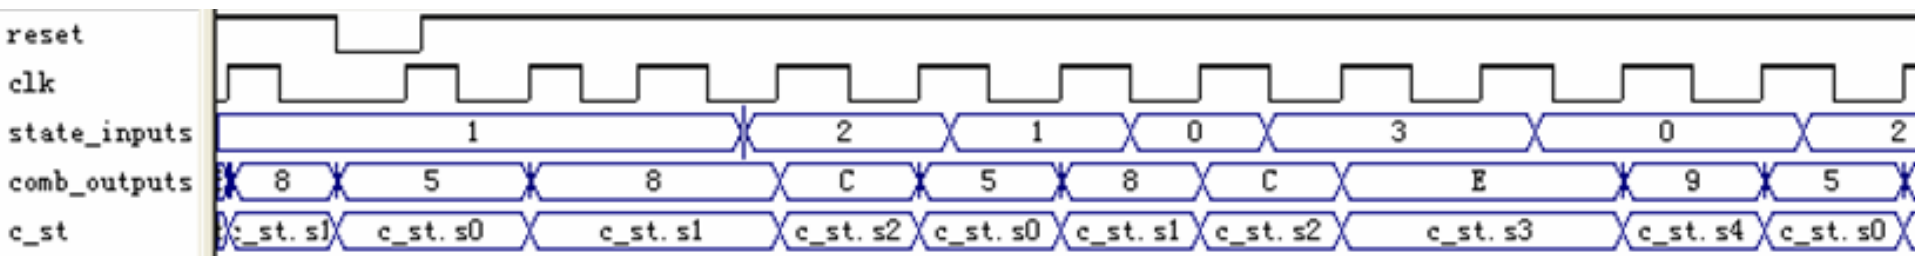 reset
clk
state_inputs 1 2 1 0 3 0 2
comb_outputs 8 5 8 C 5 8 C E 9 5
c_st c_st.s1 c_st.s0 c_st.s1 c_st.s2 c_st.s0 c_st.s1 c_st.s2 c_st.s3 c_st.s4 c_st.s0